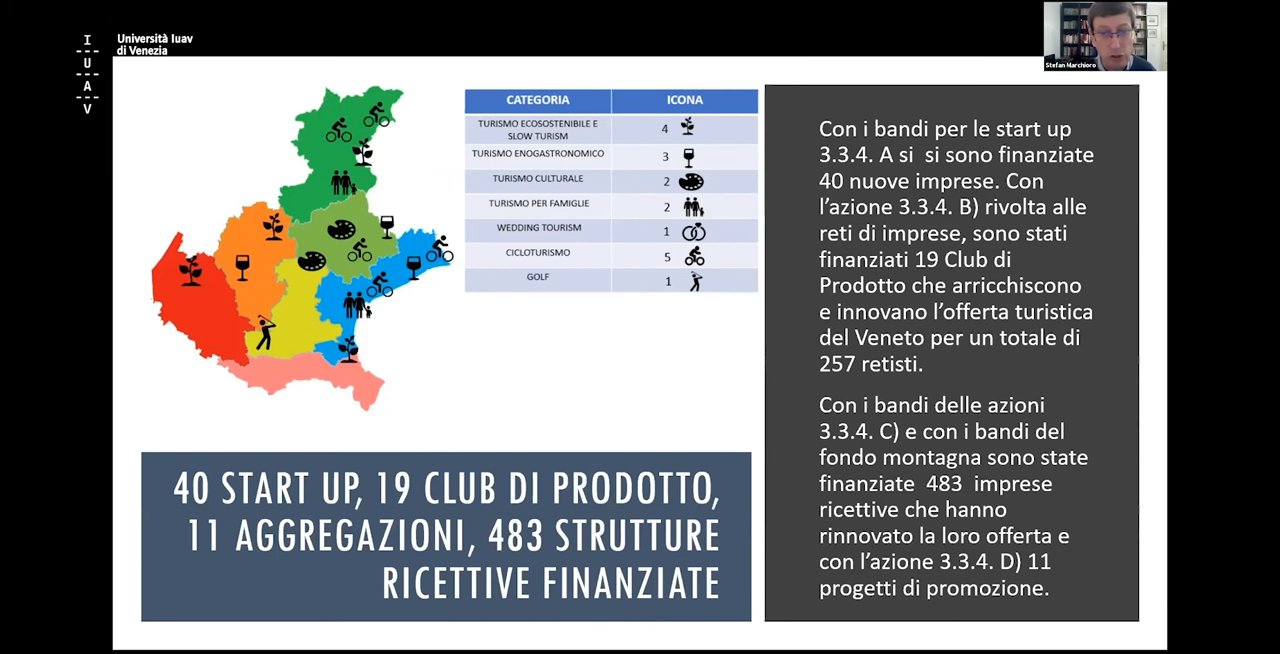 I
U
A
V
Università Iuav
di Venezia
Stefan Marchioro
CATEGORIA ICONA
TURISMO ECOSOSTENIBILE E
SLOW TURISM 4
TURISMO ENOGASTRONOMICO 3
TURISMO CULTURALE 2
TURISMO PER FAMIGLIE 2
WEDDING TOURISM 1
CICLOTURISMO 5
GOLF 1
40 START UP, 19 CLUB DI PRODOTTO,
11 AGGREGAZIONI, 483 STRUTTURE
RICETTIVE FINANZIATE
Con i bandi per le start up
3.3.4. A si si sono finanziate
40 nuove imprese. Con
l’azione 3.3.4. B) rivolta alle
reti di imprese, sono stati
finanziati 19 Club di
Prodotto che arricchiscono
e innovano l’offerta turistica
del Veneto per un totale di
257 retisti.
Con i bandi delle azioni
3.3.4. C) e con i bandi del
fondo montagna sono state
finanziate 483 imprese
ricettive che hanno
rinnovato la loro offerta e
con l’azione 3.3.4. D) 11
progetti di promozione.